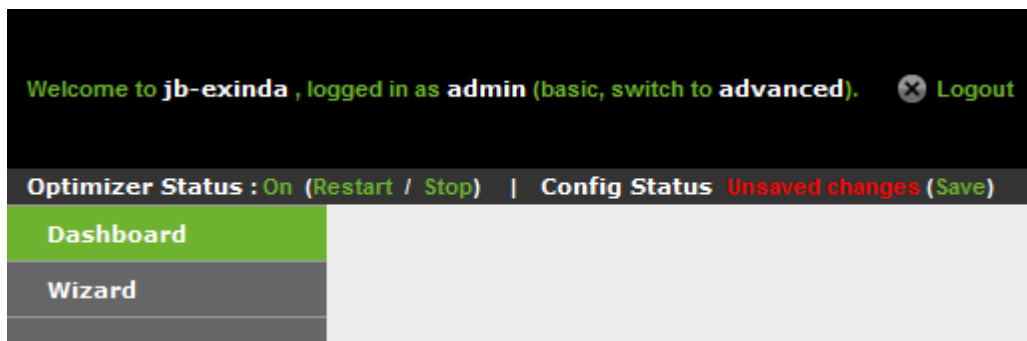 Welcome to jb-exinda , logged in as admin (basic, switch to advanced). Logout
Optimizer Status : On (Restart / Stop) | Config Status Unsaved changes (Save)
Dashboard
Wizard